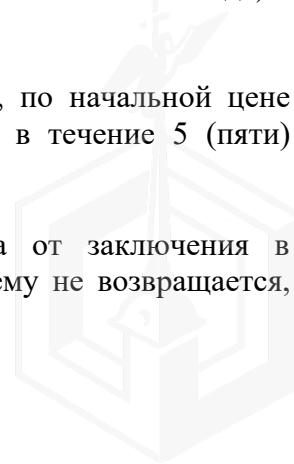 , по начальной цене
в течение 5 (пяти)
от заключения в
ему не возвращается,